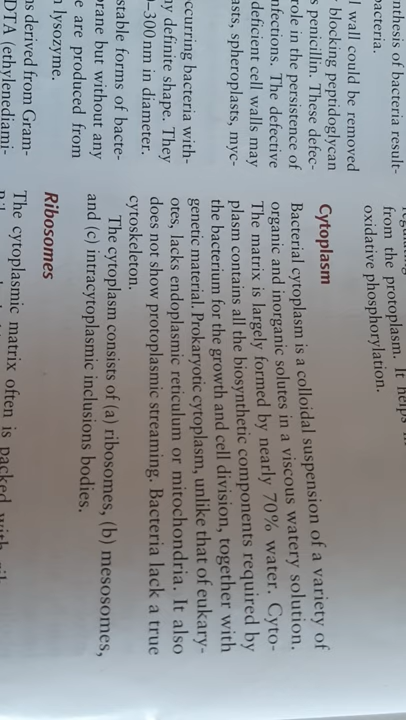 nthesis of bacteria result-
bacteria.
l wall could be removed
blocking peptidoglycan
s penicillin. These defec-
role in the persistence of
nfections. The defective
deficient cell walls may
asts, spheroplasts, myc-
ccurring bacteria with-
ny definite shape. They
–300 nm in diameter.
stable forms of bacte-
rane but without any
e are produced from
n lysozyme.
ns derived from Gram-
DTA (ethylenediami-
from the protoplasm. It helps
oxidative phosphorylation.
Cytoplasm
Bacterial cytoplasm is a colloidal suspension of a variety of
organic and inorganic solutes in a viscous watery solution.
The matrix is largely formed by nearly 70% water. Cyto-
plasm contains all the biosynthetic components required by
the bacterium for the growth and cell division, together with
genetic material. Prokaryotic cytoplasm, unlike that of eukary-
otes, lacks endoplasmic reticulum or mitochondria. It also
does not show protoplasmic streaming. Bacteria lack a true
cytoskeleton.
The cytoplasm consists of (a) ribosomes, (b) mesosomes,
and (c) intracytoplasmic inclusions bodies.
Ribosomes
The cytoplasmic matrix often is packed with